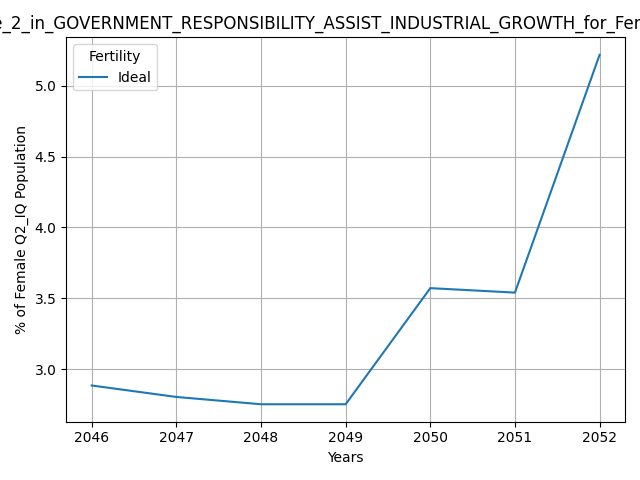 e_2_in_GOVERNMENT_RESPONSIBILITY_ASSIST_INDUSTRIAL_GROWTH_for_Fer
Fertility
Ideal
% of Female Q2_IQ Population
5.0
4.5
4.0
3.5
3.0
2046 2047 2048 2049 2050 2051 2052
Years